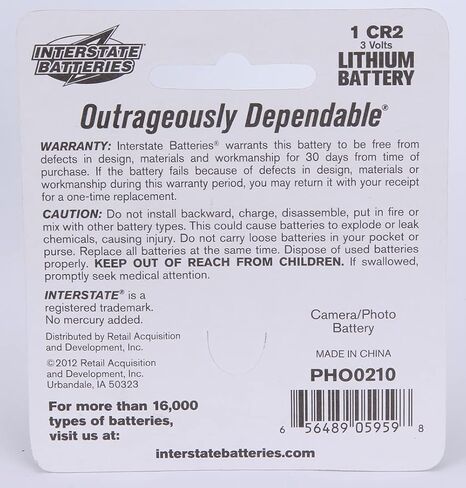 INTERSTATE
BATTERIES
1 CR2
3 Volts
LITHIUM
BATTERY
Outrageously Dependable®
WARRANTY: Interstate Batteries® warrants this battery to be free from
defects in design, materials and workmanship for 30 days from time of
purchase. If the battery fails because of defects in design, materials or
workmanship during this warranty period, you may return it with your receipt
for a one-time replacement.
CAUTION: Do not install backward, charge, disassemble, put in fire or
mix with other battery types. This could cause batteries to explode or leak
chemicals, causing injury. Do not carry loose batteries in your pocket or
purse. Replace all batteries at the same time. Dispose of used batteries
properly. KEEP OUT OF REACH FROM CHILDREN. If swallowed,
promptly seek medical attention.
INTERSTATE® is a
registered trademark.
No mercury added.
Distributed by Retail Acquisition
and Development, Inc.
©2012 Retail Acquisition
and Development, Inc.
Urbandale, IA 50323
For more than 16,000
types of batteries,
visit us at:
Camera/Photo
Battery
MADE IN CHINA
PHO0210
6 56489 05959 8
interstatebatteries.com